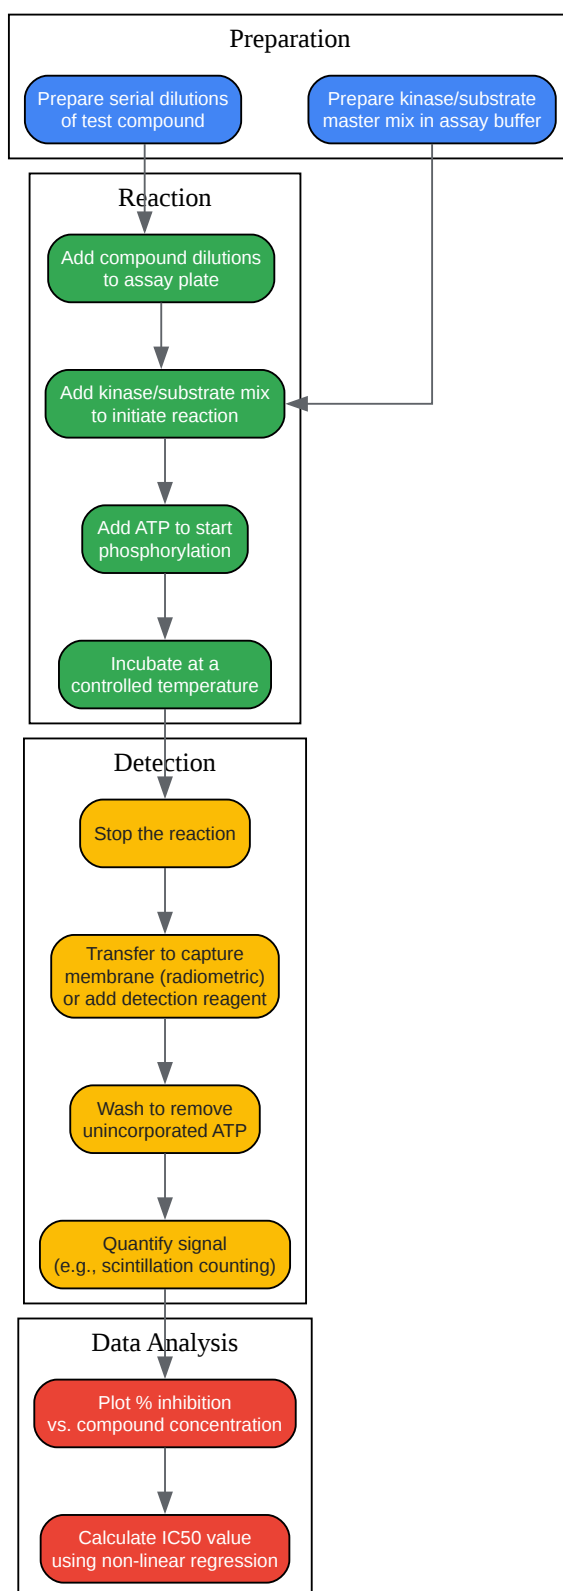 Preparation
Prepare serial dilutions
of test compound
Prepare kinase/substrate
master mix in assay buffer
Reaction
Add compound dilutions
to assay plate
Add kinase/substrate mix
to initiate reaction
Add ATP to start
phosphorylation
Incubate at a
controlled temperature
Detection
Stop the reaction
Transfer to capture
membrane (radiometric)
or add detection reagent
Wash to remove
unincorporated ATP
Quantify signal
(e.g., scintillation counting)
Data Analysis
Plot % inhibition
vs. compound concentration
Calculate IC50 value
using non-linear regression